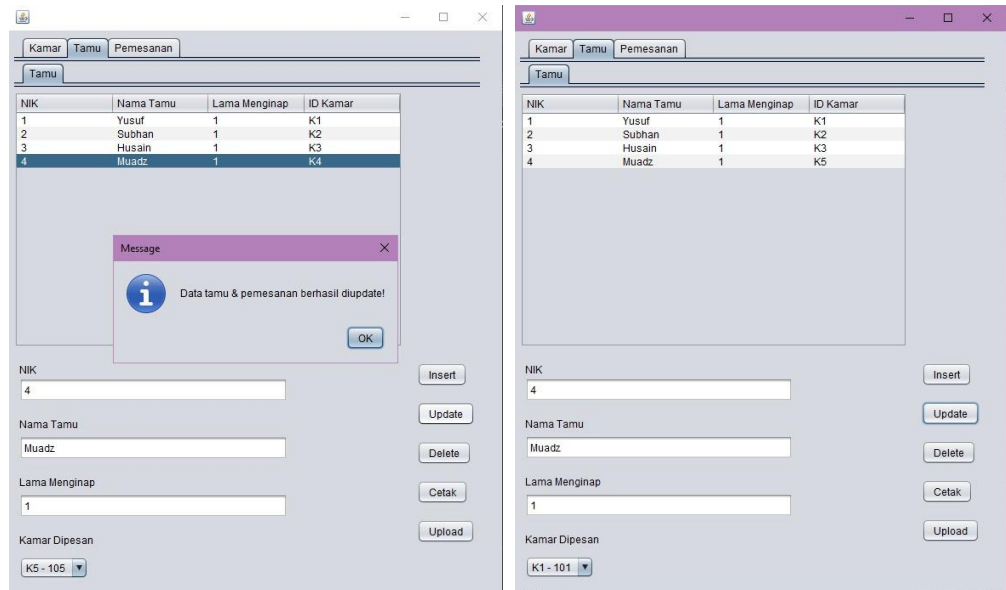 Kamar Tamu Pemesanan
Tamu
NIK Nama Tamu Lama Menginap ID Kamar
1 Yusuf 1 K1
2 Subhan 1 K2
3 Husain 1 K3
4 Muadz 1 K4
Message
Data tamu & pemesanan berhasil diupdate!
OK
NIK
4
Nama Tamu
Muadz
Lama Menginap
1
Kamar Dipesan
K5 - 105
Insert
Update
Delete
Cetak
Upload
Kamar Tamu Pemesanan
Tamu
NIK Nama Tamu Lama Menginap ID Kamar
1 Yusuf 1 K1
2 Subhan 1 K2
3 Husain 1 K3
4 Muadz 1 K5
NIK
4
Nama Tamu
Muadz
Lama Menginap
1
Kamar Dipesan
K1 - 101
Insert
Update
Delete
Cetak
Upload